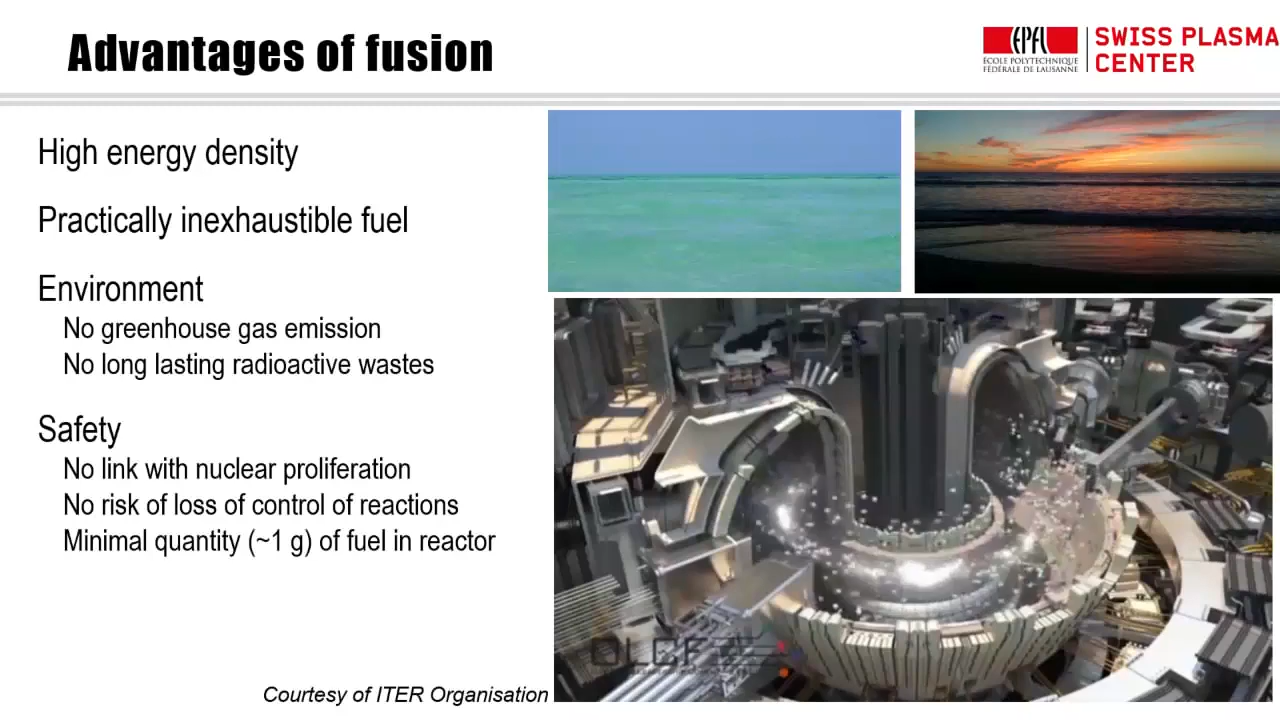 Advantages of fusion
EPFL
ÉCOLE POLYTECHNIQUE
FÉDÉRALE DE LAUSANNE
SWISS PLASMA
CENTER
High energy density
Practically inexhaustible fuel
Environment
No greenhouse gas emission
No long lasting radioactive wastes
Safety
No link with nuclear proliferation
No risk of loss of control of reactions
Minimal quantity (~1 g) of fuel in reactor
OLCF
Courtesy of ITER Organisation